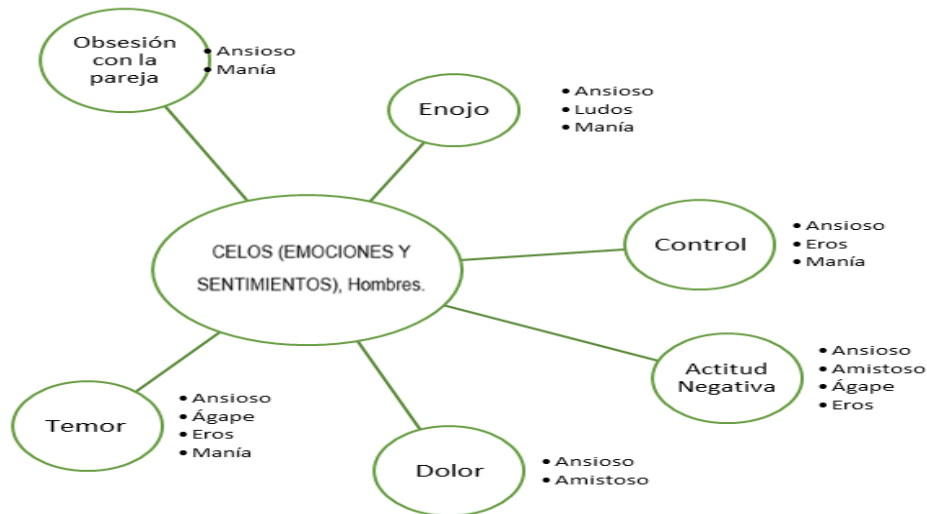 Obsesión
con la
pareja
• Ansioso
• Manía
Enojo
• Ansioso
• Ludos
• Manía
CELOS (EMOCIONES Y
SENTIMIENTOS), Hombres.
Control
• Ansioso
• Eros
• Manía
Actitud
Negativa
• Ansioso
• Amistoso
• Ágape
• Eros
Temor
• Ansioso
• Ágape
• Eros
• Manía
Dolor
• Ansioso
• Amistoso